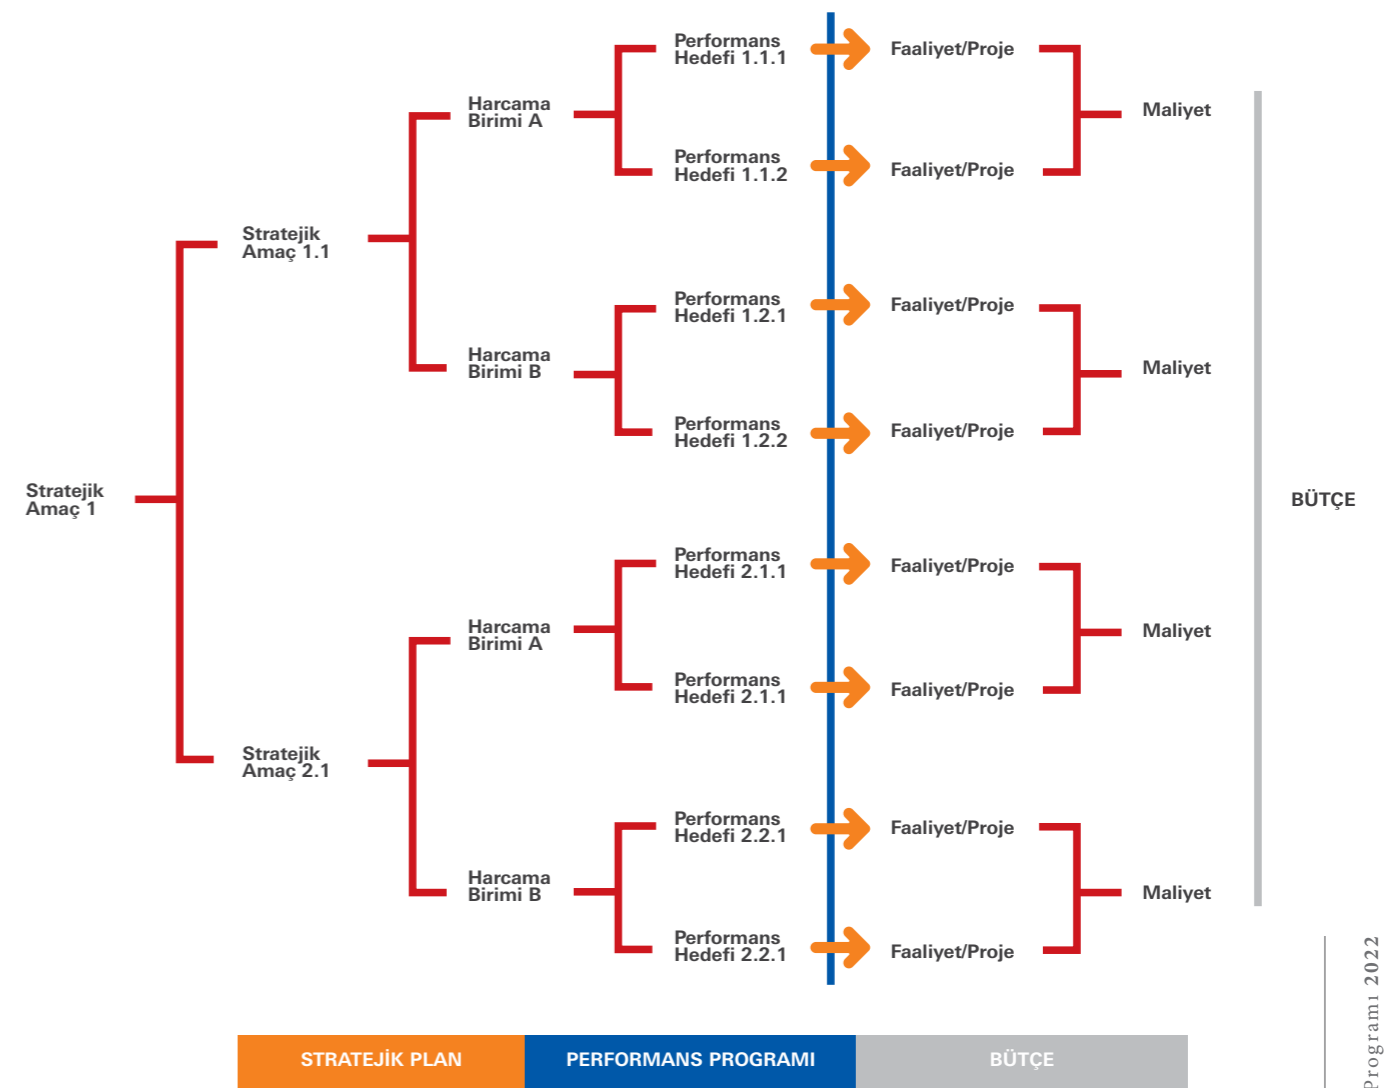 Stratejik
Amaç 1
Stratejik
Amaç 1.1
Stratejik
Amaç 2.1
Harcama
Birimi A
Harcama
Birimi B
Harcama
Birimi A
Harcama
Birimi B
Performans
Hedefi 1.1.1
Performans
Hedefi 1.1.2
Performans
Hedefi 1.2.1
Performans
Hedefi 1.2.2
Performans
Hedefi 2.1.1
Performans
Hedefi 2.1.1
Performans
Hedefi 2.2.1
Performans
Hedefi 2.2.1
Faaliyet/Proje
Faaliyet/Proje
Faaliyet/Proje
Faaliyet/Proje
Faaliyet/Proje
Faaliyet/Proje
Faaliyet/Proje
Faaliyet/Proje
Maliyet
Maliyet
Maliyet
Maliyet
BÜTÇE
STRATEJİK PLAN
PERFORMANS PROGRAMI
BÜTÇE
Programı 2022